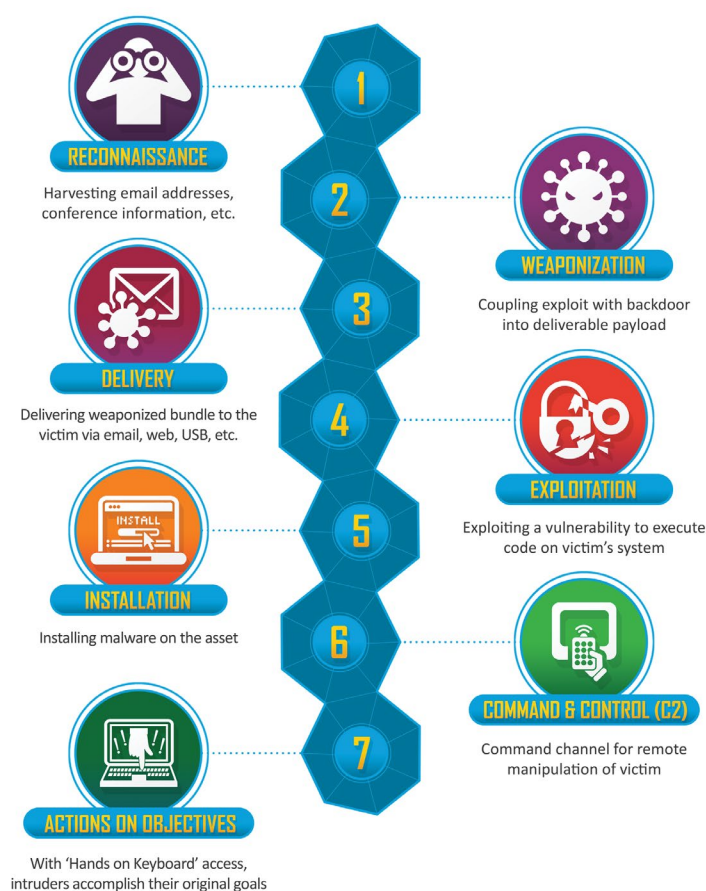 1
RECONNAISSANCE
Harvesting email addresses,
conference information, etc.
2
WEAPONIZATION
Coupling exploit with backdoor
into deliverable payload
3
DELIVERY
Delivering weaponized bundle to the
victim via email, web, USB, etc.
4
EXPLOITATION
Exploiting a vulnerability to execute
code on victim’s system
5
INSTALL
INSTALLATION
Installing malware on the asset
6
COMMAND & CONTROL (C2)
Command channel for remote
manipulation of victim
7
ACTIONS ON OBJECTIVES
With ‘Hands on Keyboard’ access,
intruders accomplish their original goals